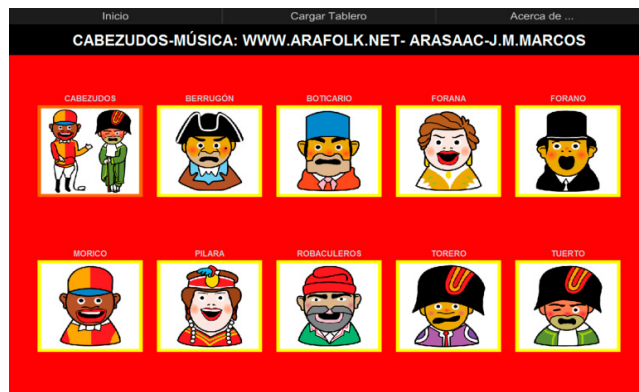 Inicio Cargar Tablero Acerca de ...
CABEZUDOS-MÚSICA: WWW.ARAFOLK.NET- ARASAAC-J.M.MARCOS
CABEZUDOS BERRUGÓN BOTICARIO FORANA FORANO
MORICO PILARA ROBACULEROS TORERO TUERTO